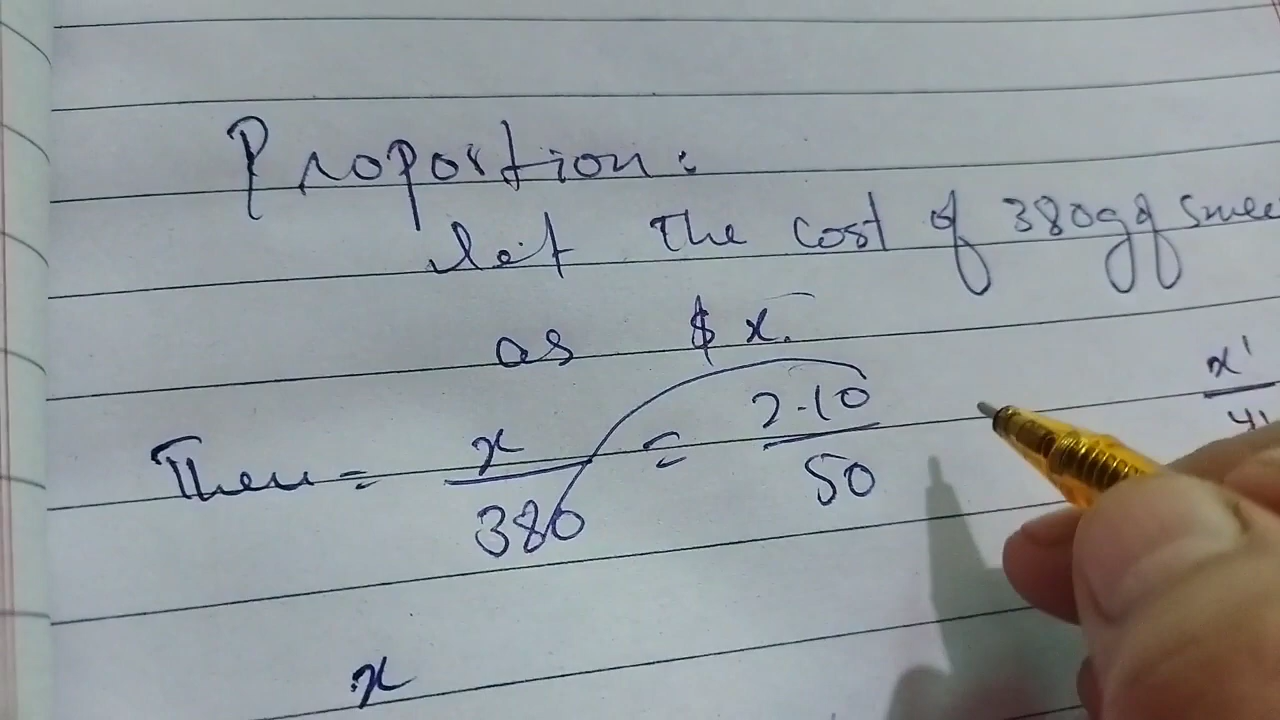 Proportion:
let the cost of 380g of swee
as $ x.
Then = x/380 = 2.10/50
x